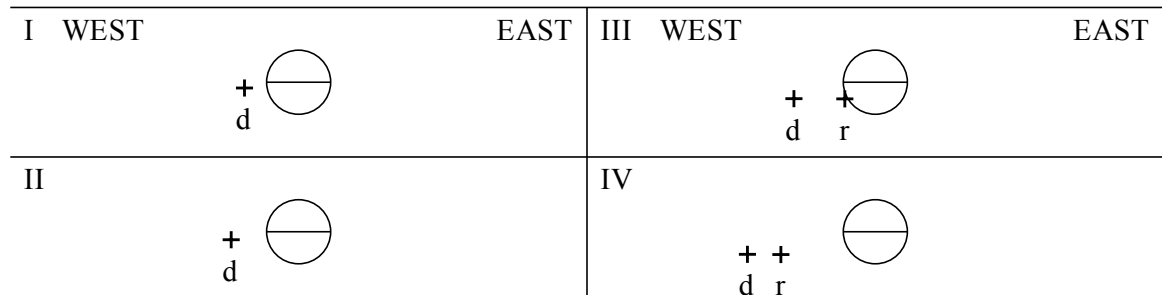 I WEST EAST
d
II
d
III WEST EAST
d r
IV
d r